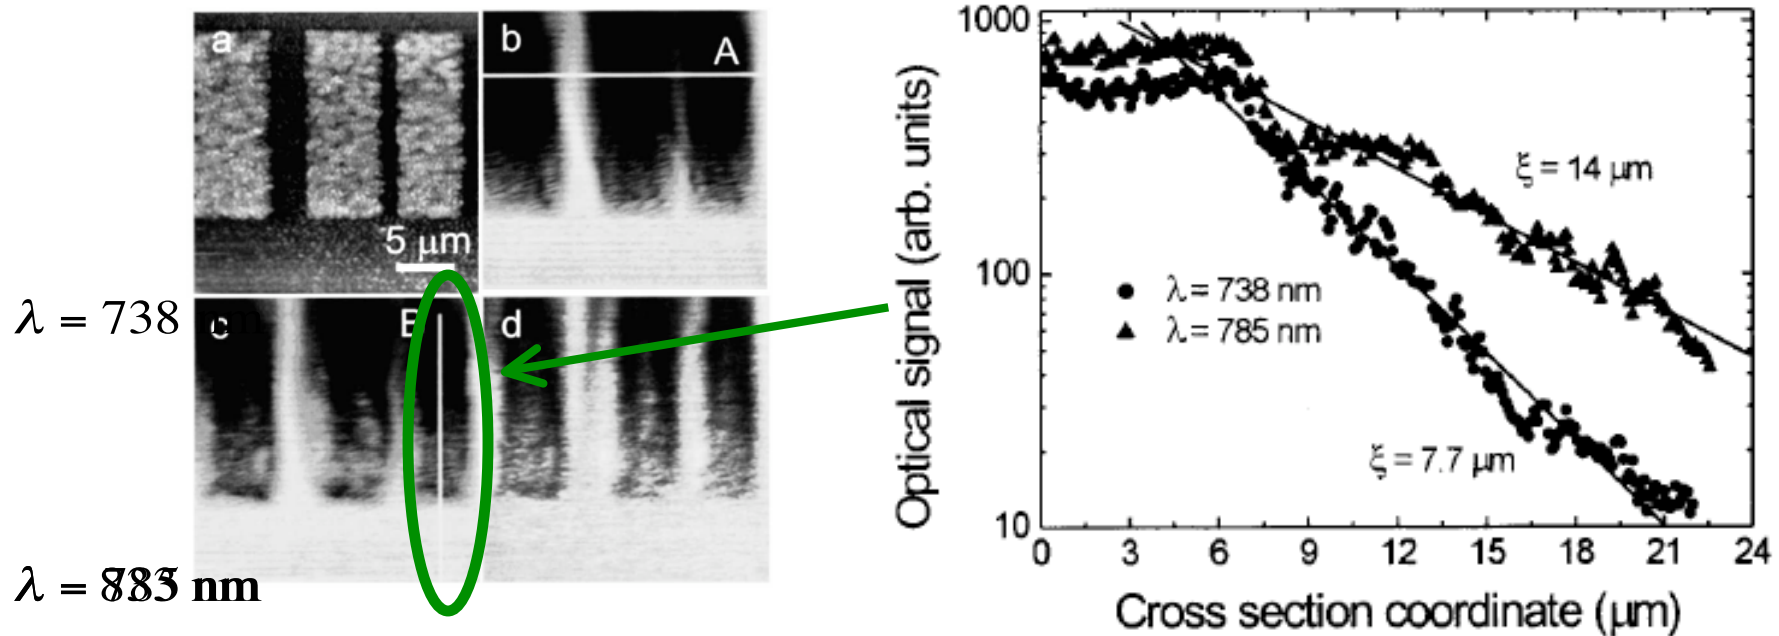 a
b
A
5 μm
λ = 738
c
B
d
λ = nm
1000
100
10
Optical signal (arb. units)
ξ = 14 μm
λ = 738 nm
λ = 785 nm
ξ = 7.7 μm
0 3 6 9 12 15 18 21 24
Cross section coordinate (μm)